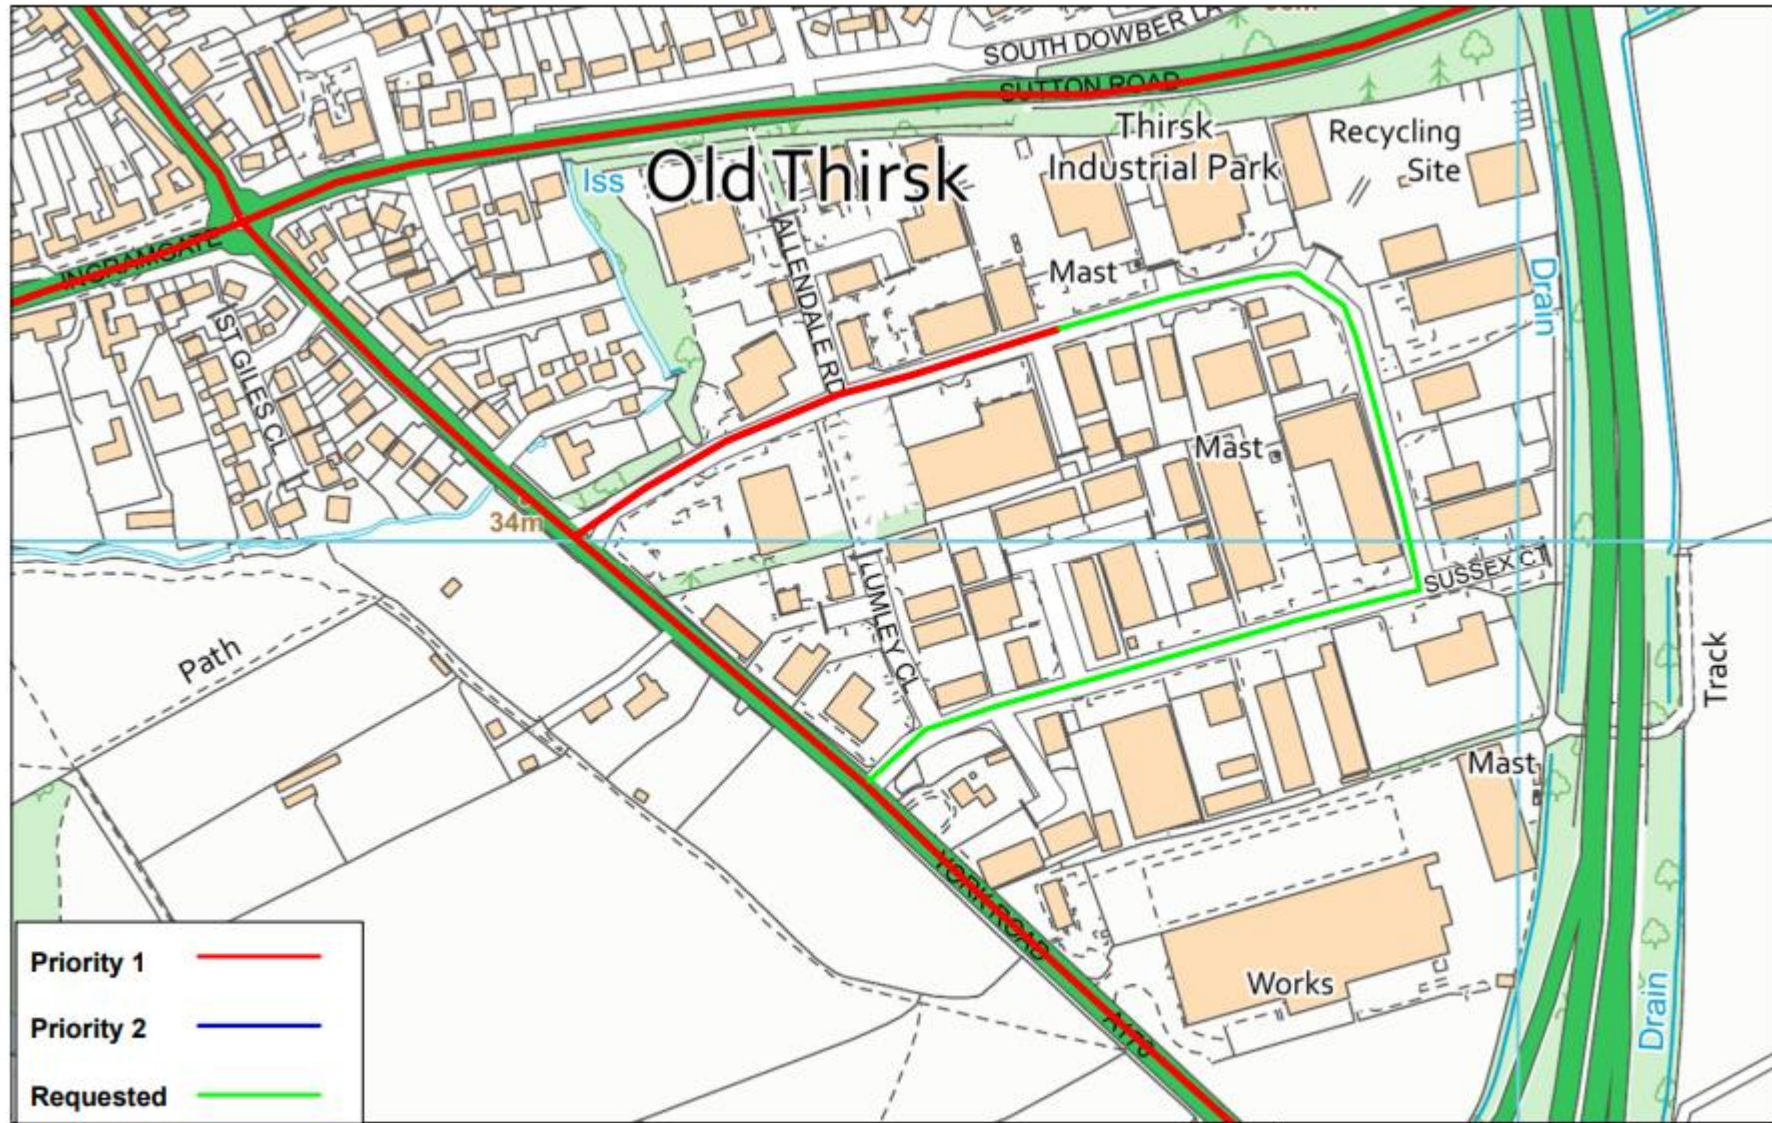 SOUTH DOWBER LA
SUTTON ROAD
Thirsk
Industrial Park
Recycling
Site
Iss
Old Thirsk
INGRAMGATE
ST GILES CL
ALLENDALE RD
Mast
Drain
Mast
34m
SUSSEX CT
LUMLEY CL
Path
Track
Mast
YORK ROAD
Works
Drain
Priority 1
Priority 2
Requested